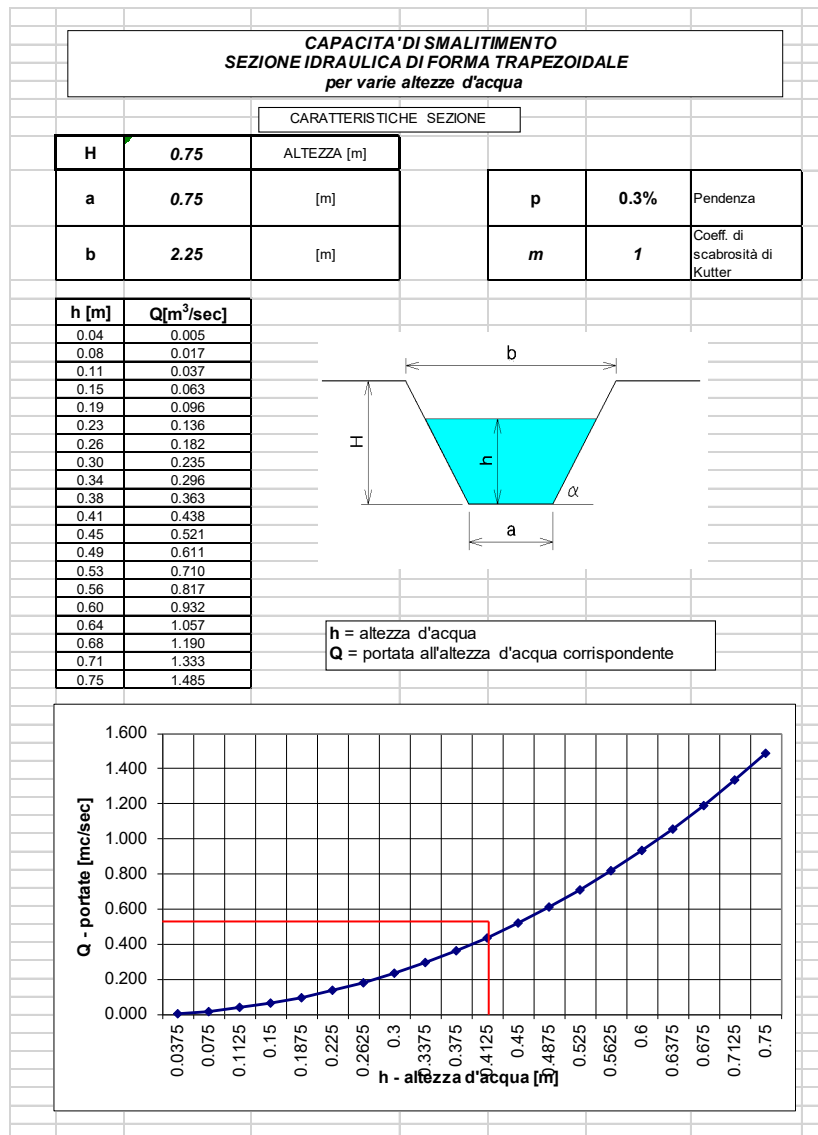 CAPACITA' DI SMALITIMENTO
SEZIONE IDRAULICA DI FORMA TRAPEZOIDALE
per varie altezze d'acqua
CARATTERISTICHE SEZIONE
H 0.75 ALTEZZA [m]
a 0.75 [m] p 0.3% Pendenza
b 2.25 [m] m 1 Coeff. di
scabrosità di
Kutter
h [m] Q[m³/sec]
0.04 0.005
0.08 0.017
0.11 0.037
0.15 0.063
0.19 0.096
0.23 0.136
0.26 0.182
0.30 0.235
0.34 0.296
0.38 0.363
0.41 0.438
0.45 0.521
0.49 0.611
0.53 0.710
0.56 0.817
0.60 0.932
0.64 1.057
0.68 1.190
0.71 1.333
0.75 1.485
b
H
h
α
a
h = altezza d'acqua
Q = portata all'altezza d'acqua corrispondente
Q - portate [mc/sec]
1.600
1.400
1.200
1.000
0.800
0.600
0.400
0.200
0.000
0.0375 0.075 0.1125 0.15 0.1875 0.225 0.2625 0.3 0.3375 0.375 0.4125 0.45 0.4875 0.525 0.5625 0.6 0.6375 0.675 0.7125 0.75
h - altezza d'acqua [m]